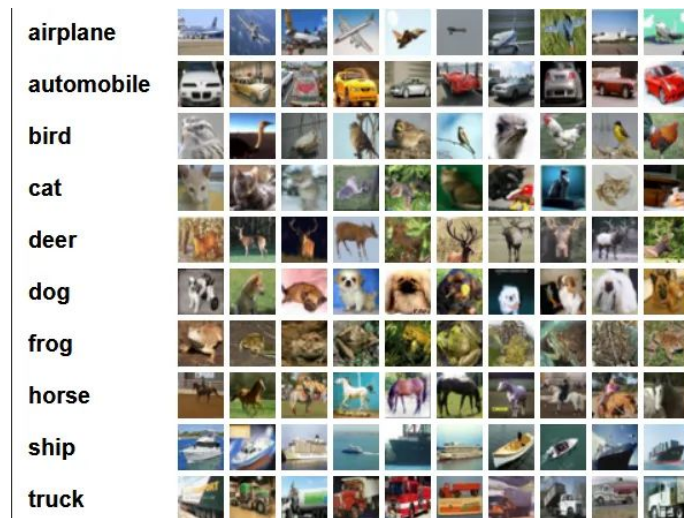 airplane
automobile
bird
cat
deer
dog
frog
horse
ship
truck